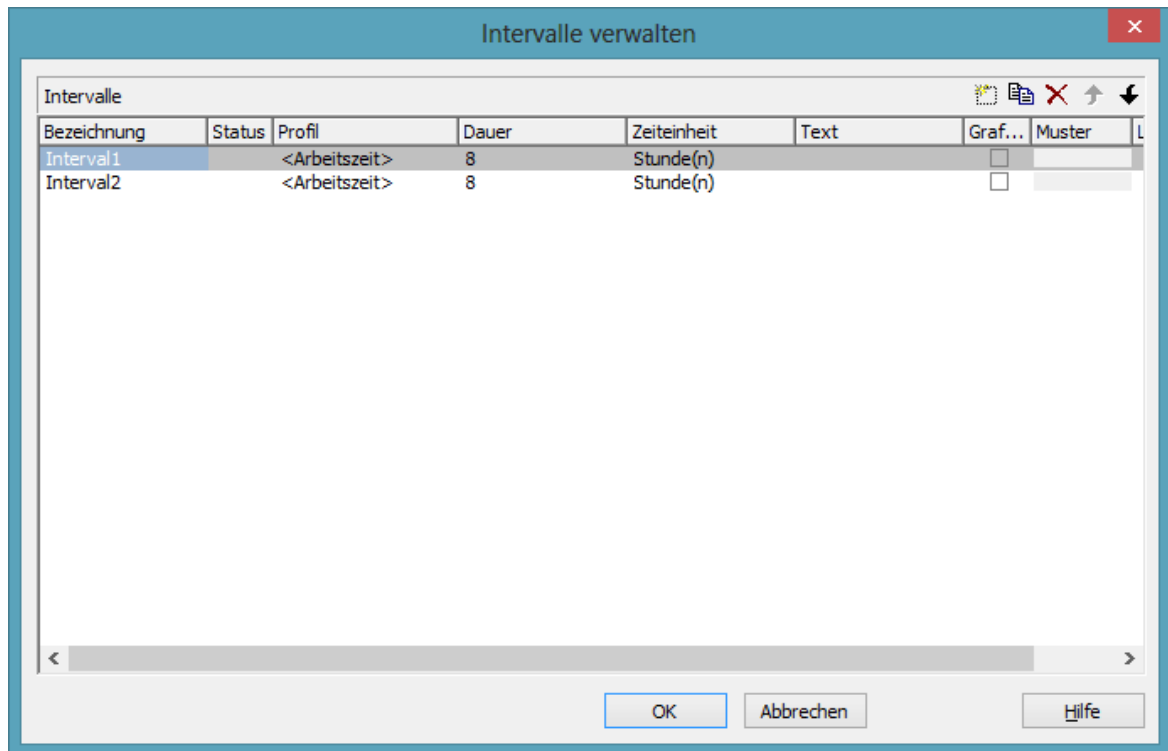 Intervalle verwalten
Intervalle
Bezeichnung Status Profil Dauer Zeiteinheit Text Graf... Muster L
Interval1 <Arbeitszeit> 8 Stunde(n)
Interval2 <Arbeitszeit> 8 Stunde(n)
OK Abbrechen Hilfe